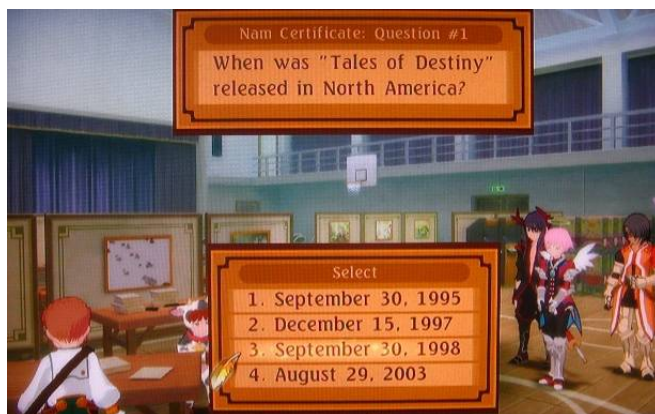 Nam Certificate: Question #1
When was "Tales of Destiny"
released in North America?
Select
1. September 30, 1995
2. December 15, 1997
3. September 30, 1998
4. August 29, 2003